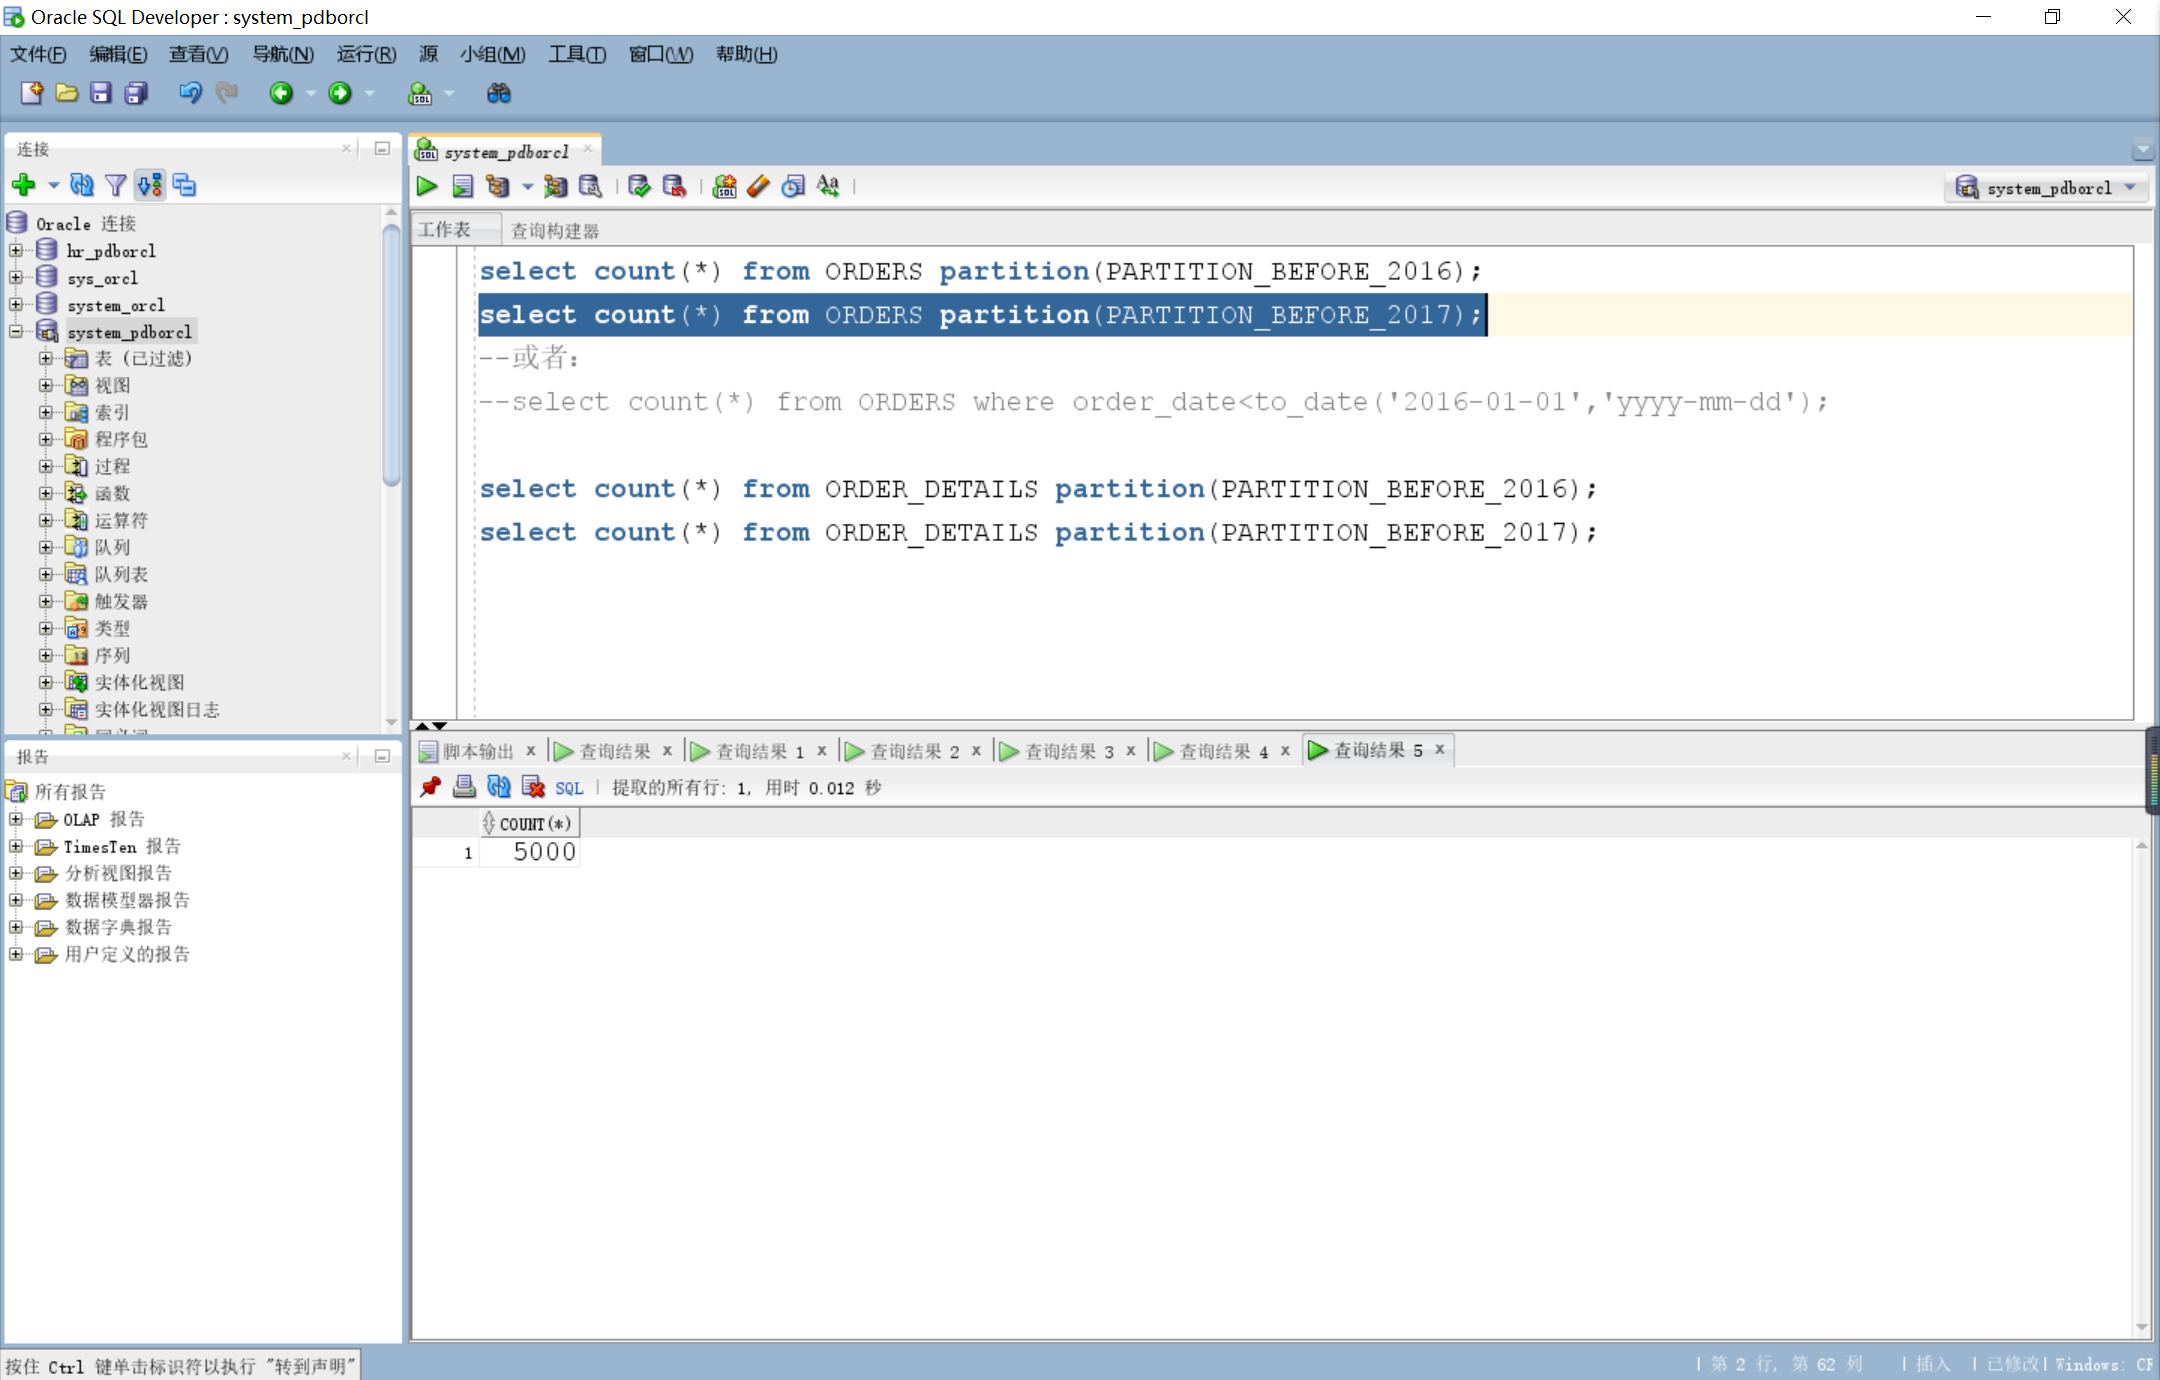 Oracle SQL Developer : system_pdborcl
文件(F) 编辑(E) 查看(V) 导航(N) 运行(R) 源 小组(M) 工具(T) 窗口(W) 帮助(H)
连接
Oracle 连接
hr_pdborcl
sys_orcl
system_orcl
system_pdborcl
表 (已过滤)
视图
索引
程序包
过程
函数
运算符
队列
队列表
触发器
类型
序列
实体化视图
实体化视图日志
报告
所有报告
OLAP 报告
TimesTen 报告
分析视图报告
数据模型器报告
数据字典报告
用户定义的报告
system_pdborcl
system_pdborcl
工作表 查询构建器
select count(*) from ORDERS partition(PARTITION_BEFORE_2016);
select count(*) from ORDERS partition(PARTITION_BEFORE_2017);
--或者：
--select count(*) from ORDERS where order_date<to_date('2016-01-01','yyyy-mm-dd');
select count(*) from ORDER_DETAILS partition(PARTITION_BEFORE_2016);
select count(*) from ORDER_DETAILS partition(PARTITION_BEFORE_2017);
脚本输出 x 查询结果 x 查询结果 1 x 查询结果 2 x 查询结果 3 x 查询结果 4 x 查询结果 5 x
SQL | 提取的所有行: 1, 用时 0.012 秒
COUNT(*)
1 5000
按住 Ctrl 键单击标识符以执行 "转到声明"
| 第 2 行, 第 62 列 | 插入 | 已修改| Windows: